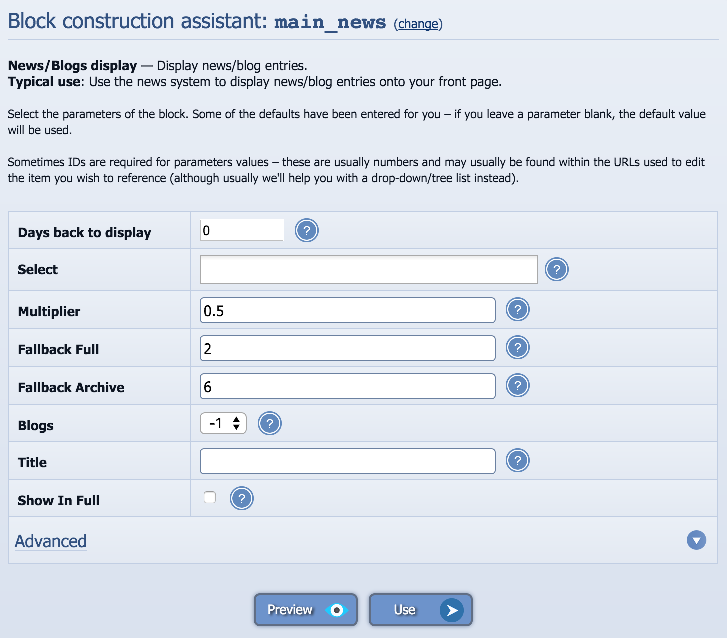 Block construction assistant: main_news (change)
News/Blogs display — Display news/blog entries.
Typical use: Use the news system to display news/blog entries onto your front page.
Select the parameters of the block. Some of the defaults have been entered for you – if you leave a parameter blank, the default value
will be used.
Sometimes IDs are required for parameters values – these are usually numbers and may usually be found within the URLs used to edit
the item you wish to reference (although usually we'll help you with a drop-down/tree list instead).
Days back to display 0 ?
Select ?
Multiplier 0.5 ?
Fallback Full 2 ?
Fallback Archive 6 ?
Blogs -1 ?
Title ?
Show In Full ?
Advanced
Preview Use